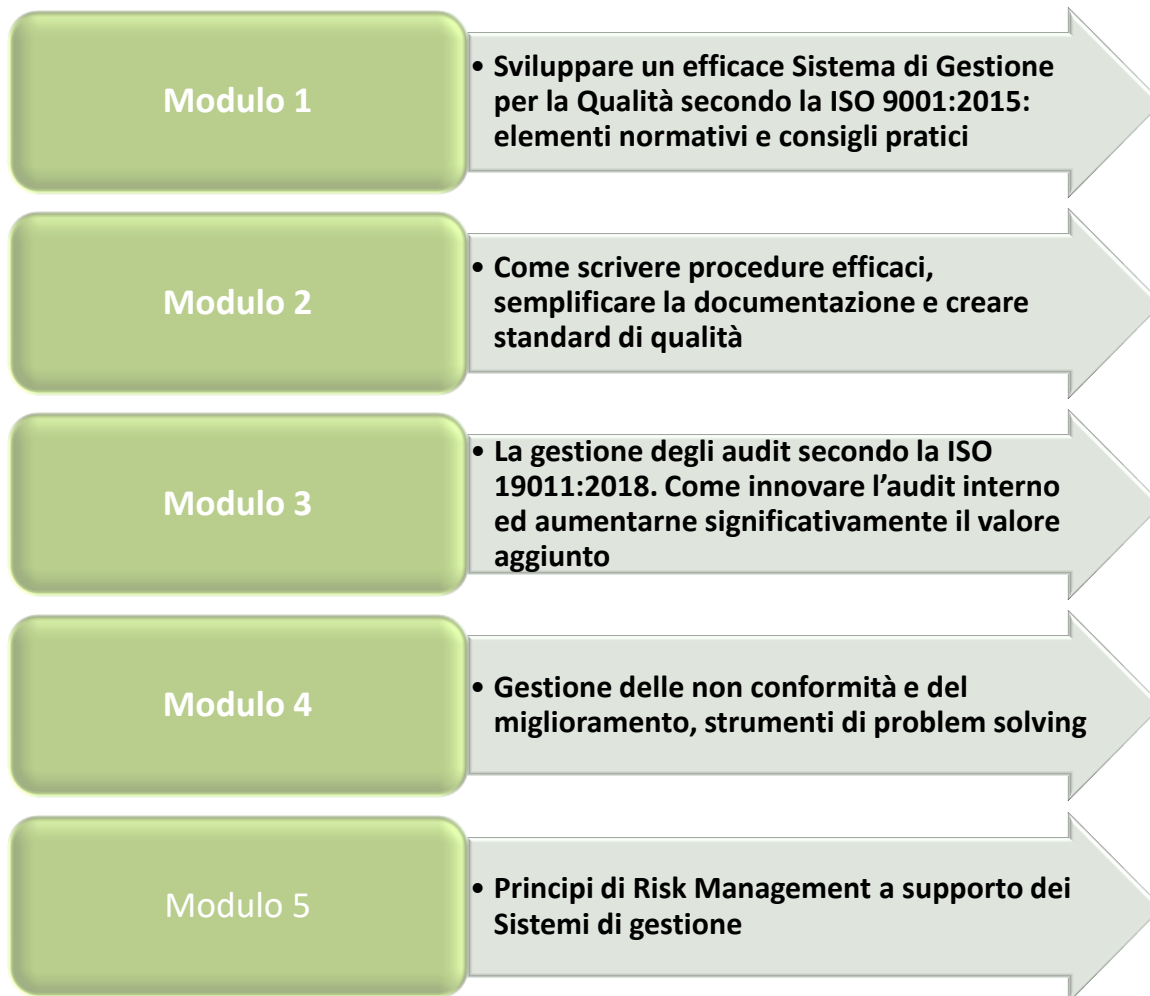 Modulo 1
• Sviluppare un efficace Sistema di Gestione
per la Qualità secondo la ISO 9001:2015:
elementi normativi e consigli pratici
Modulo 2
• Come scrivere procedure efficaci,
semplificare la documentazione e creare
standard di qualità
Modulo 3
• La gestione degli audit secondo la ISO
19011:2018. Come innovare l’audit interno
ed aumentarne significativamente il valore
aggiunto
Modulo 4
• Gestione delle non conformità e del
miglioramento, strumenti di problem solving
Modulo 5
• Principi di Risk Management a supporto dei
Sistemi di gestione